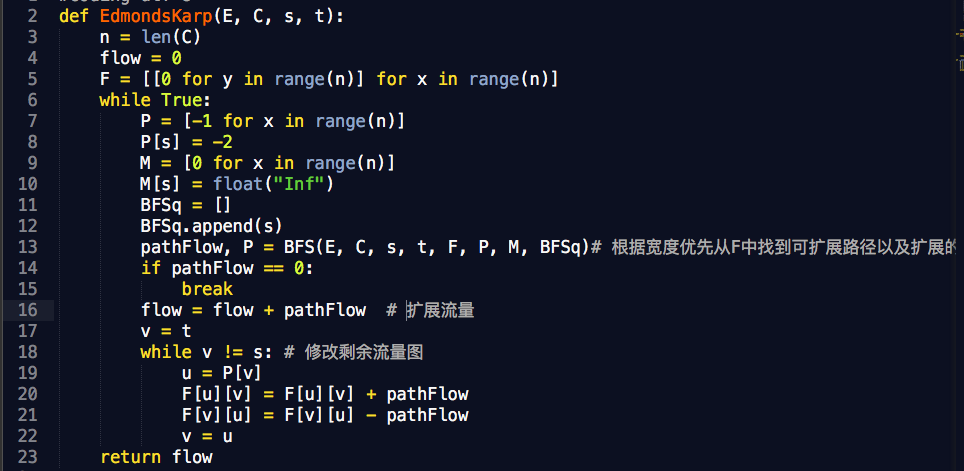 2 def EdmondsKarp(E, C, s, t):
3     n = len(C)
4     flow = 0
5     F = [[0 for y in range(n)] for x in range(n)]
6     while True:
7         P = [-1 for x in range(n)]
8         P[s] = -2
9         M = [0 for x in range(n)]
10         M[s] = float("Inf")
11         BFSq = []
12         BFSq.append(s)
13         pathFlow, P = BFS(E, C, s, t, F, P, M, BFSq)# 根据宽度优先从F中找到可扩展路径以及扩展的
14         if pathFlow == 0:
15             break
16         flow = flow + pathFlow  # 扩展流量
17         v = t
18         while v != s: # 修改剩余流量图
19             u = P[v]
20             F[u][v] = F[u][v] + pathFlow
21             F[v][u] = F[v][u] - pathFlow
22             v = u
23     return flow